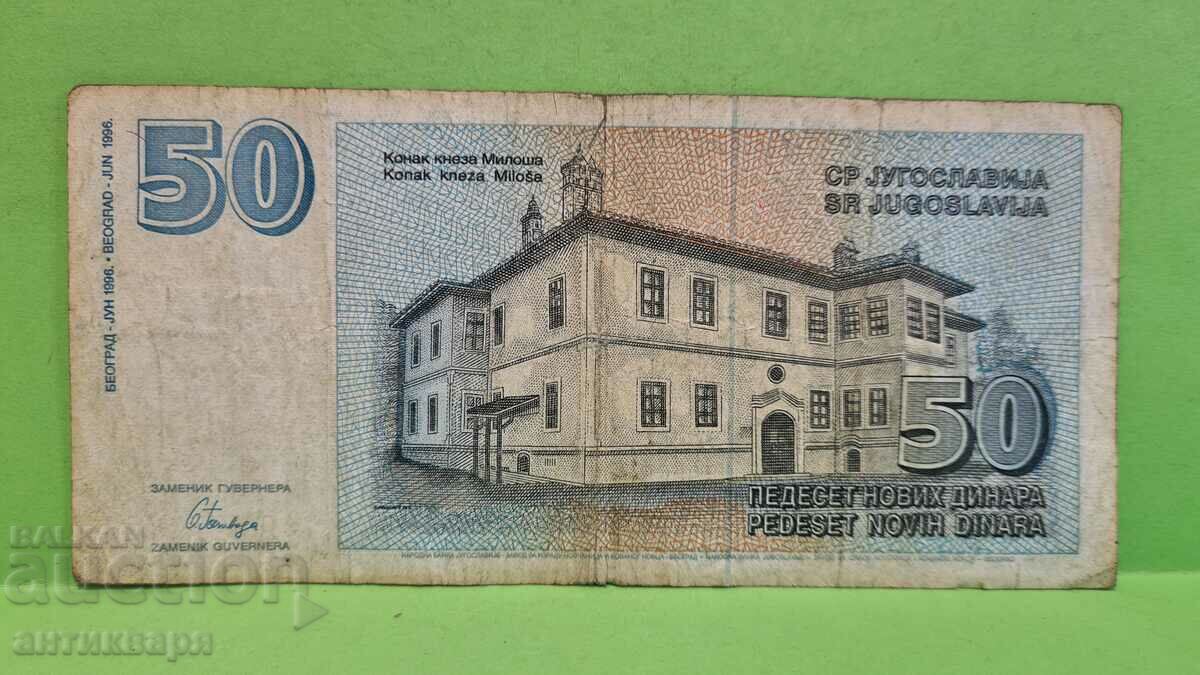 50
БЕОГРАД - ЈУН 1996. • BEOGRAD - JUN 1996.
Конак кнеза Милоша
Konak kneza Miloša
СР ЈУГОСЛАВИЈА
SR JUGOSLAVIJA
50
ПЕДЕСЕТ НОВИХ ДИНАРА
PEDESET NOVIH DINARA
ЗАМЕНИК ГУВЕРНЕРА
ZAMENIK GUVERNERA
BALKAN
auction
антикваря